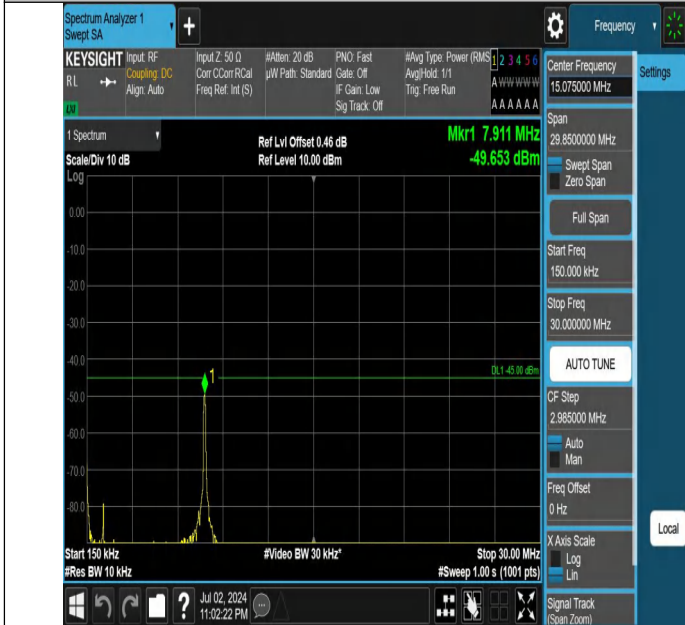 Spectrum Analyzer 1
Swept SA
+
Frequency
KEYSIGHT
RL
Input: RF
Coupling: DC
Align: Auto
Input Z: 50 Ω
Corr CCorr RCal
Freq Ref: Int (S)
#Atten: 20 dB
µW Path: Standard
PNO: Fast
Gate: Off
IF Gain: Low
Sig Track: Off
#Avg Type: Power (RMS
Avg|Hold: 1/1
Trig: Free Run
1 2 3 4 5 6
A W W W W W
A A A A A A
1 Spectrum
Scale/Div 10 dB
Log
Ref Lvl Offset 0.46 dB
Ref Level 10.00 dBm
Mkr1 7.911 MHz
-49.653 dBm
0.00
-10.0
-20.0
-30.0
-40.0
-50.0
-60.0
-70.0
-80.0
1
DL1 -45.00 dBm
Start 150 kHz
#Res BW 10 kHz
#Video BW 30 kHz*
Stop 30.00 MHz
#Sweep 1.00 s (1001 pts)
?
Jul 02, 2024
11:02:22 PM
Center Frequency
15.075000 MHz
Settings
Span
29.8500000 MHz
Swept Span
Zero Span
Full Span
Start Freq
150.000 kHz
Stop Freq
30.000000 MHz
AUTO TUNE
CF Step
2.985000 MHz
Auto
Man
Freq Offset
0 Hz
X Axis Scale
Log
Lin
Local
Signal Track
(Span Zoom)